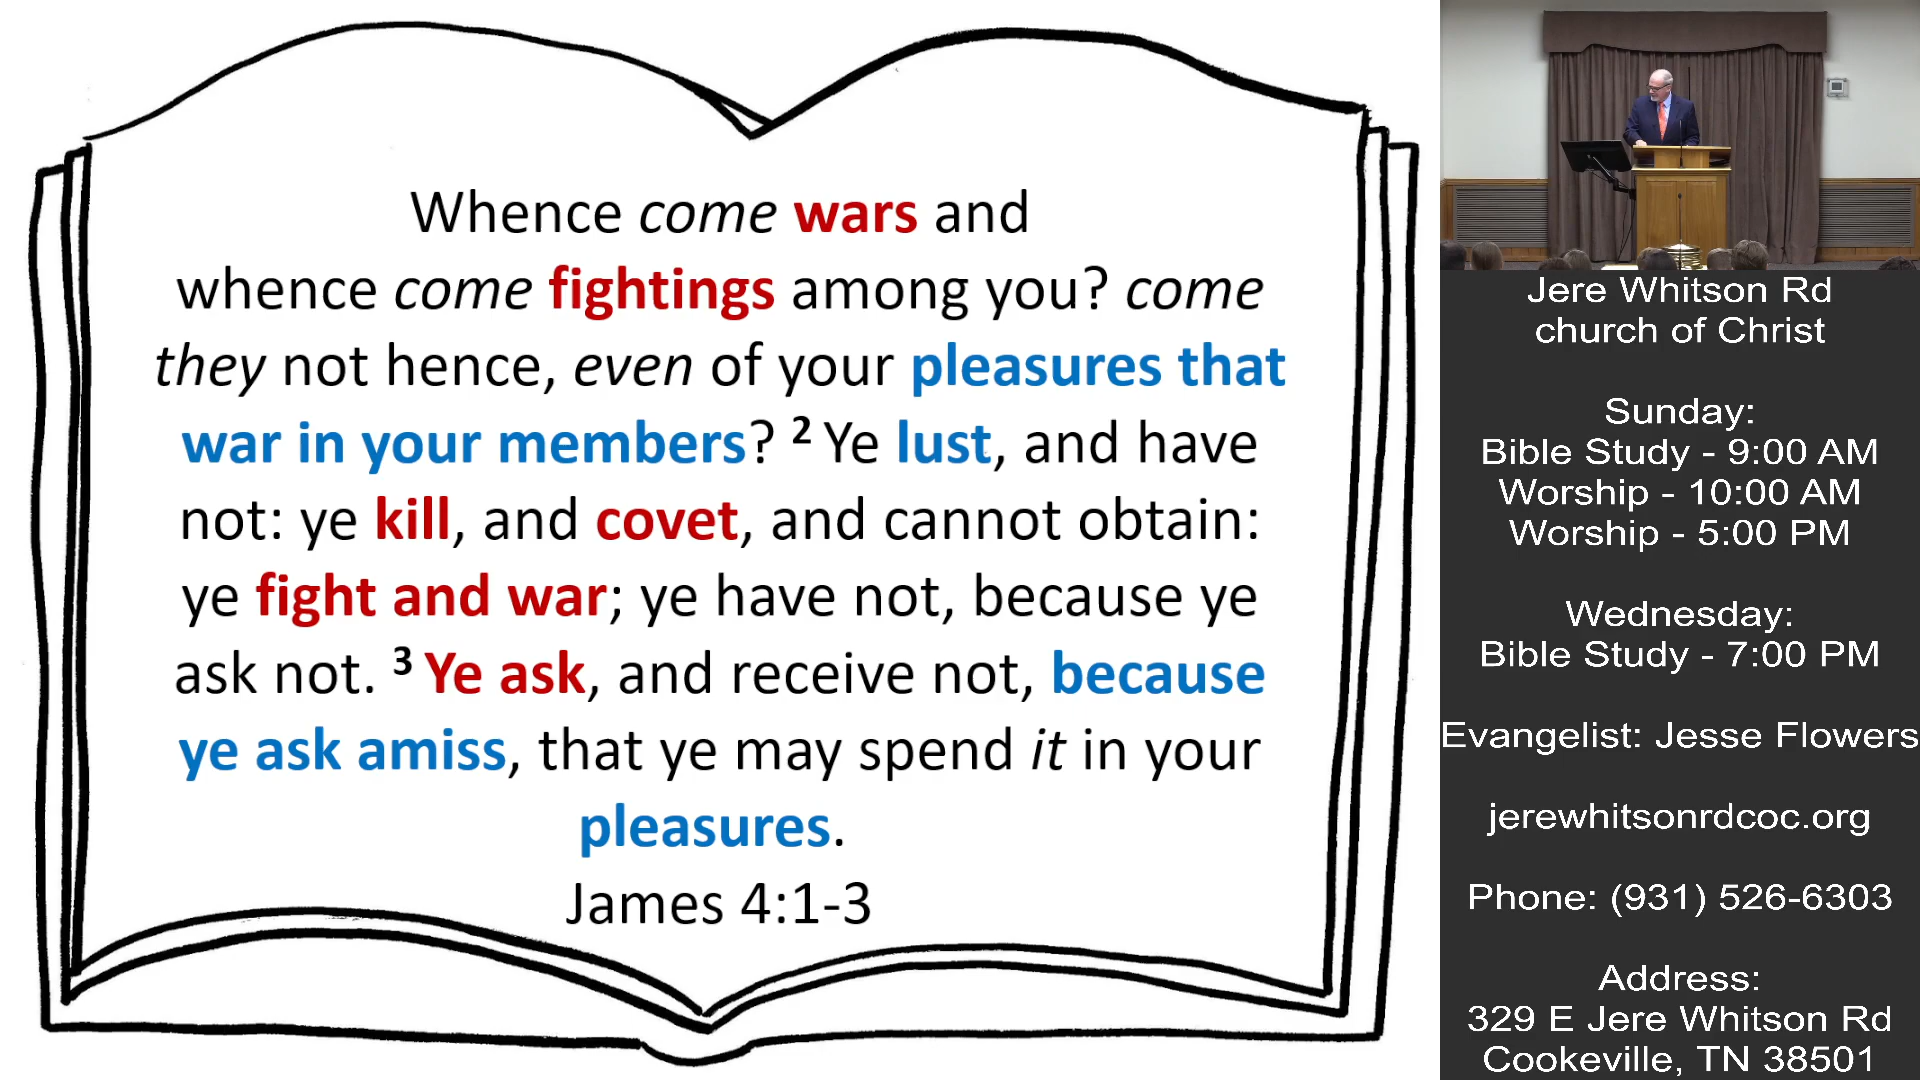 Whence come wars and
whence come fightings among you? come
they not hence, even of your pleasures that
war in your members? 2 Ye lust, and have
not: ye kill, and covet, and cannot obtain:
ye fight and war; ye have not, because ye
ask not. 3 Ye ask, and receive not, because
ye ask amiss, that ye may spend it in your
pleasures.
James 4:1-3
Jere Whitson Rd
church of Christ
Sunday:
Bible Study - 9:00 AM
Worship - 10:00 AM
Worship - 5:00 PM
Wednesday:
Bible Study - 7:00 PM
Evangelist: Jesse Flowers
jerewhitsonrdcoc.org
Phone: (931) 526-6303
Address:
329 E Jere Whitson Rd
Cookeville, TN 38501